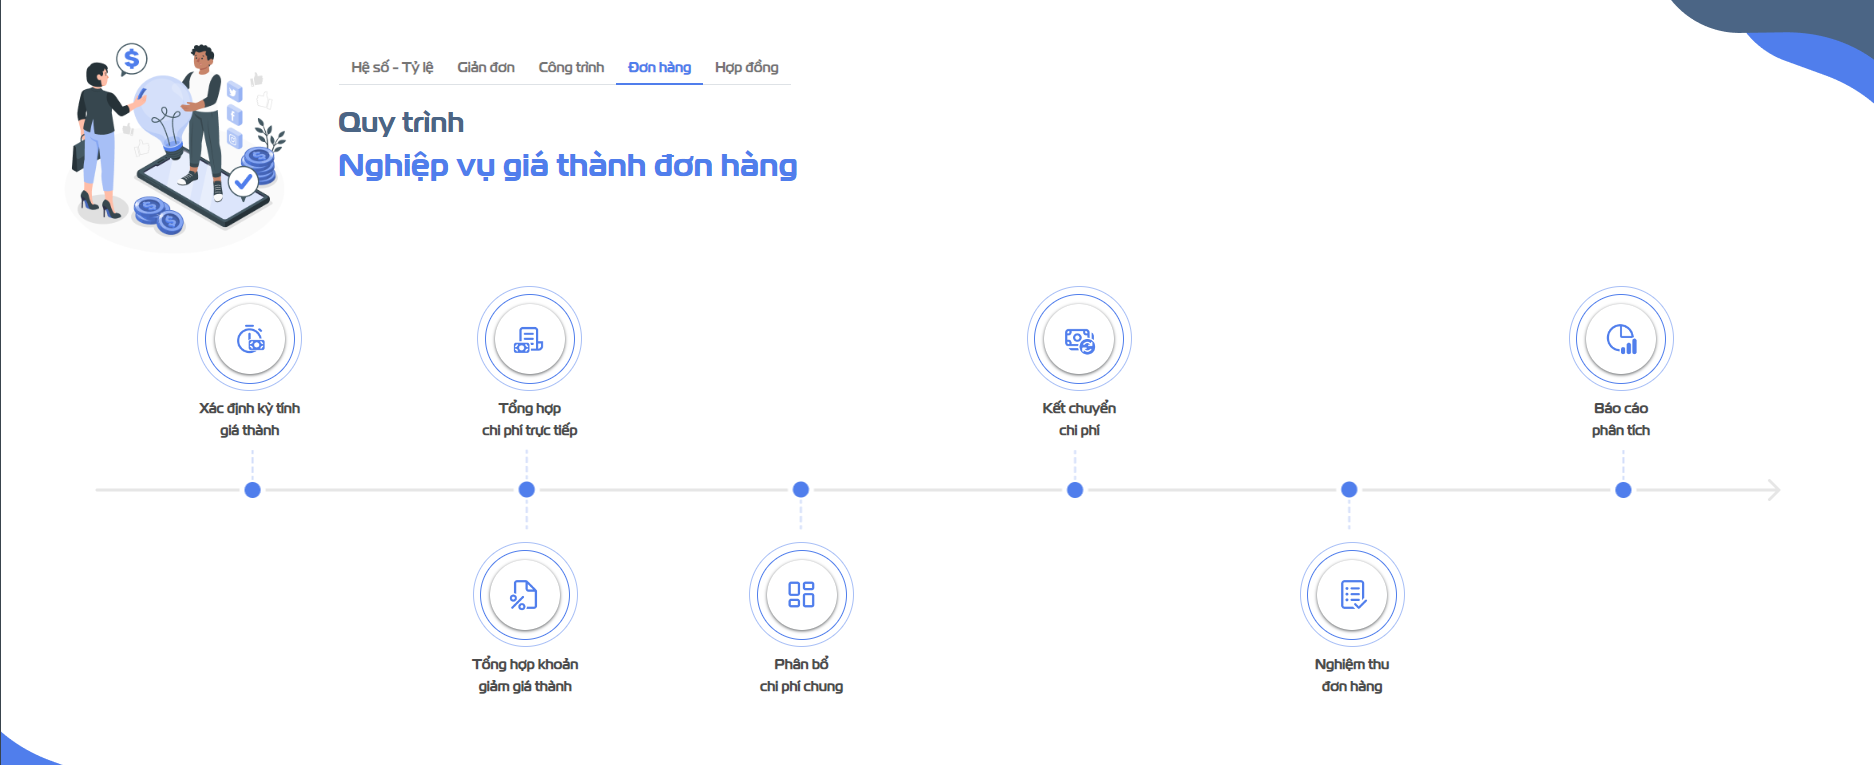 Hệ số - Tỷ lệ Giản đơn Công trình Đơn hàng Hợp đồng
Quy trình
Nghiệp vụ giá thành đơn hàng
Xác định kỳ tính
giá thành
Tổng hợp
chi phí trực tiếp
Kết chuyển
chi phí
Báo cáo
phân tích
Tổng hợp khoản
giảm giá thành
Phân bổ
chi phí chung
Nghiệm thu
đơn hàng